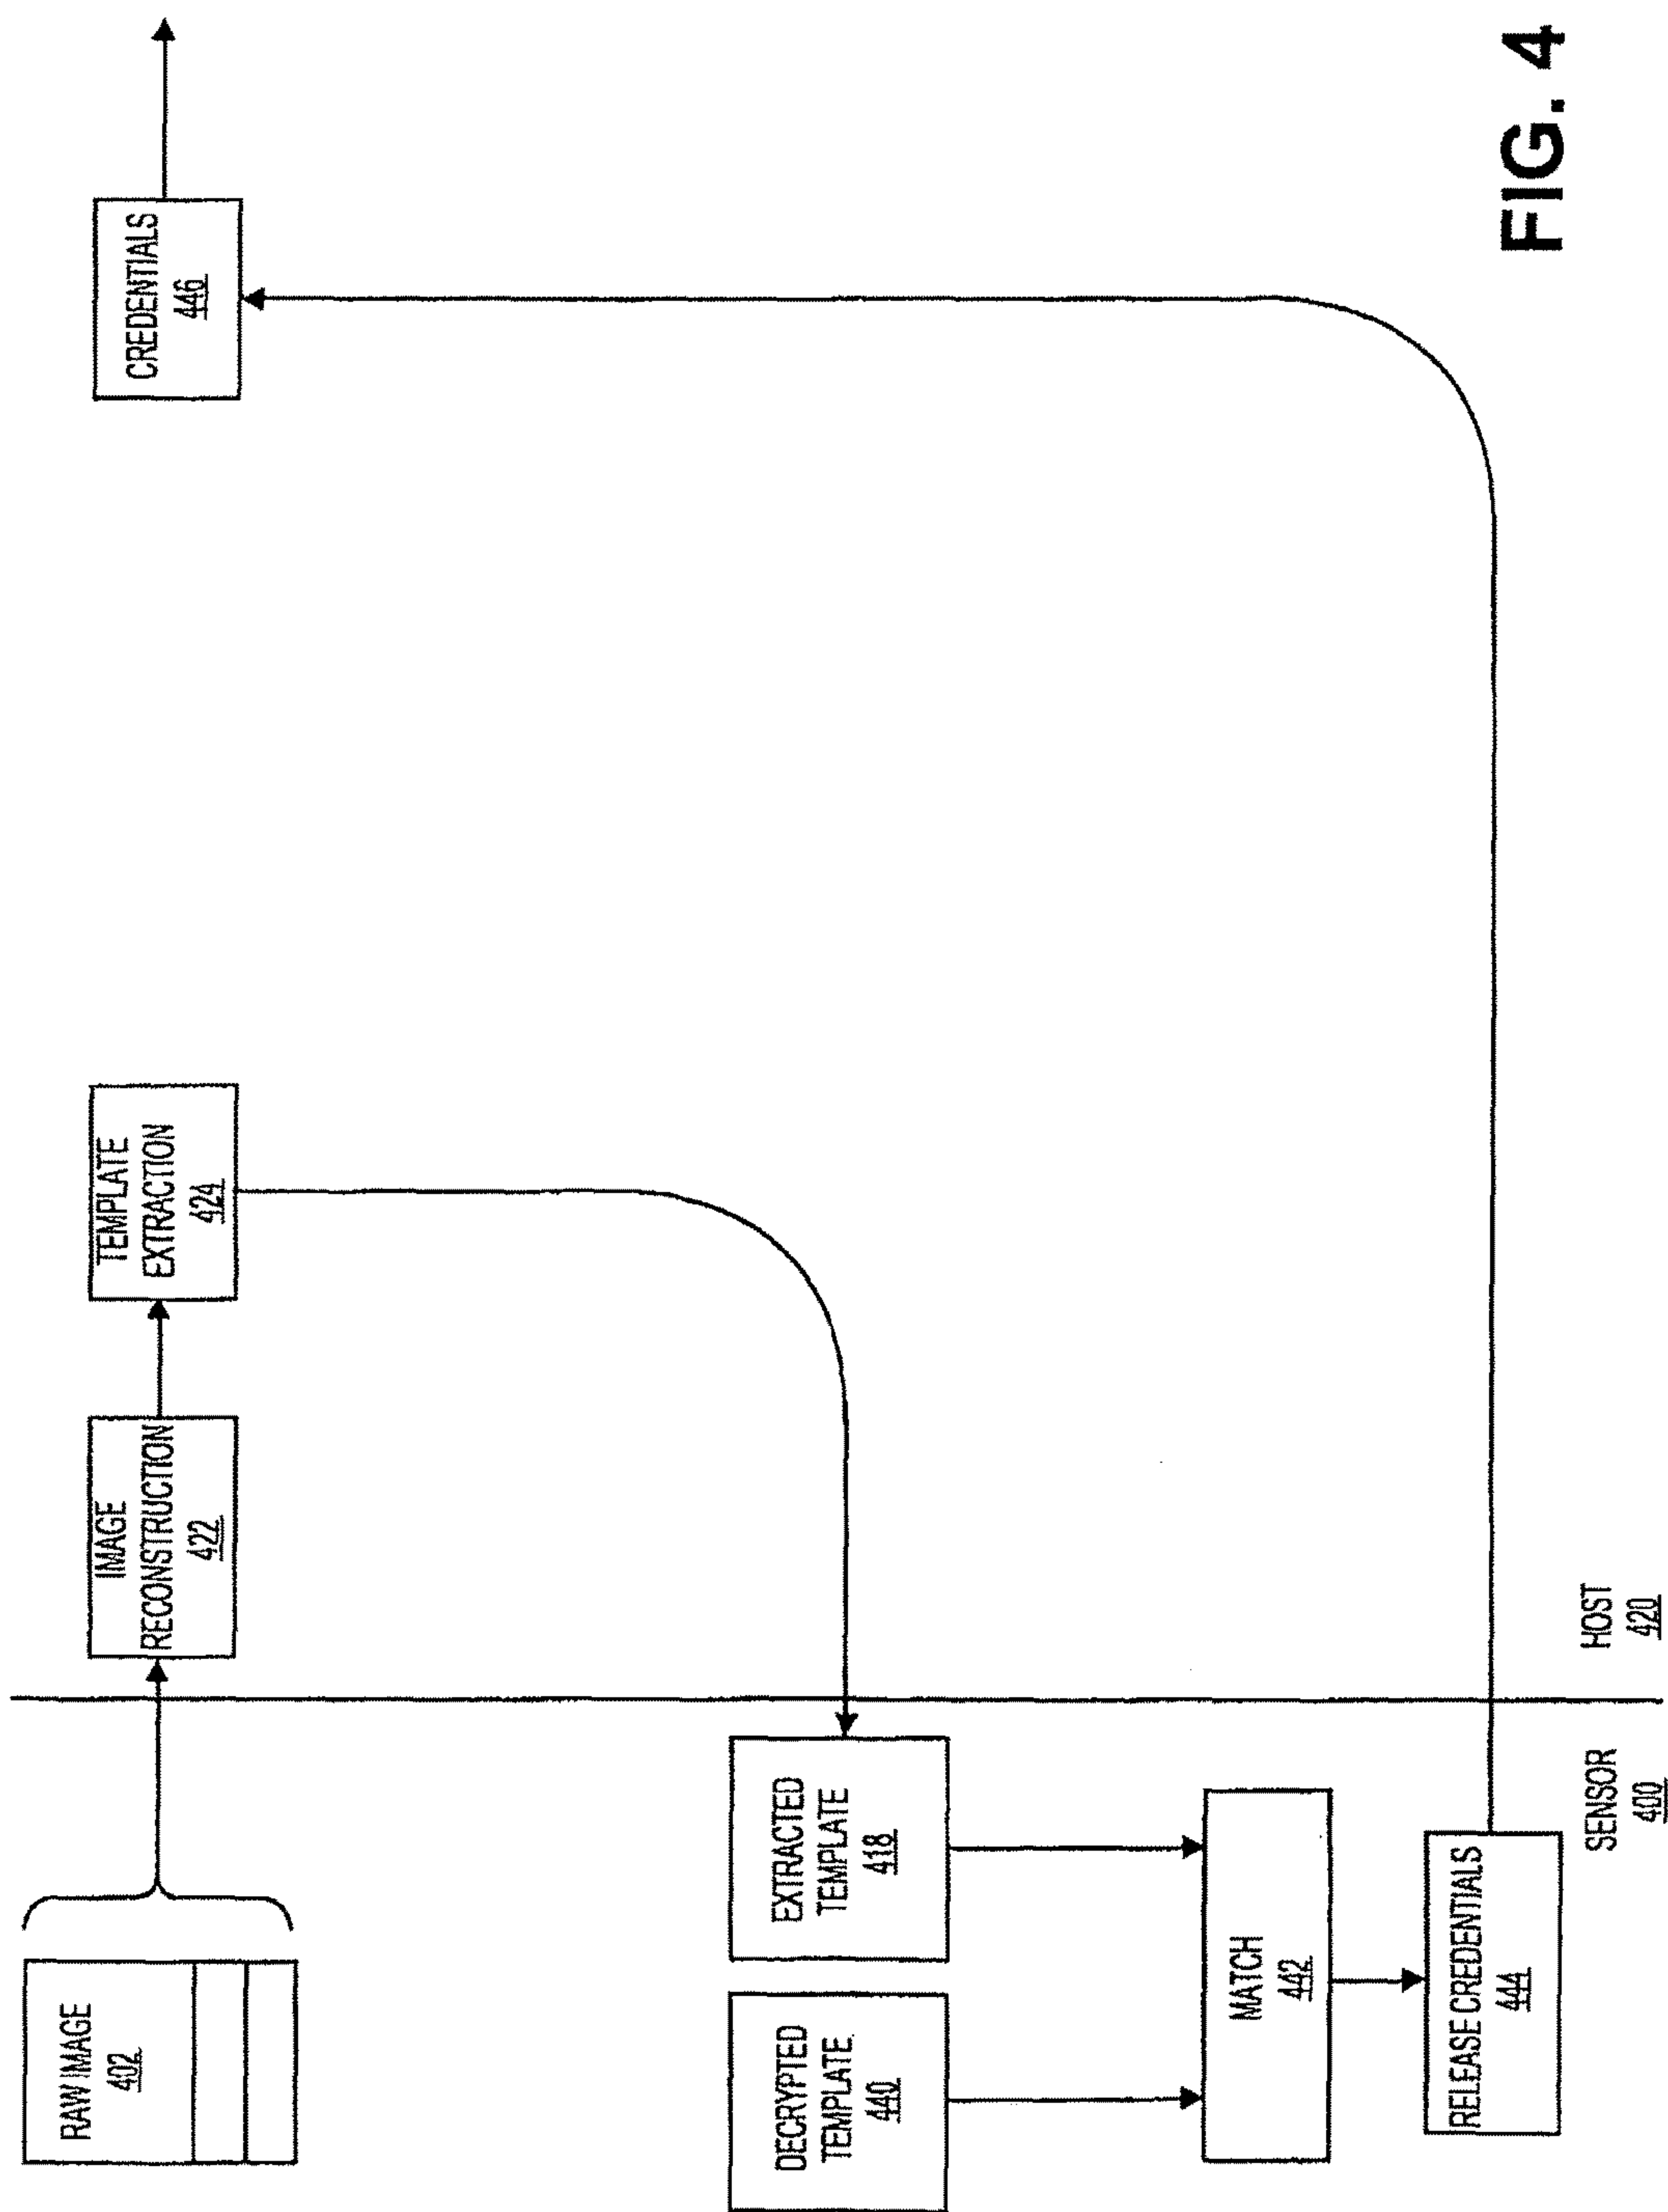 RAW IMAGE
402
IMAGE
RECONSTRUCTION
422
TEMPLATE
EXTRACTION
424
CREDENTIALS
446
DECRYPTED
TEMPLATE
440
EXTRACTED
TEMPLATE
418
MATCH
442
RELEASE CREDENTIALS
444
SENSOR
400
HOST
420
FIG. 4